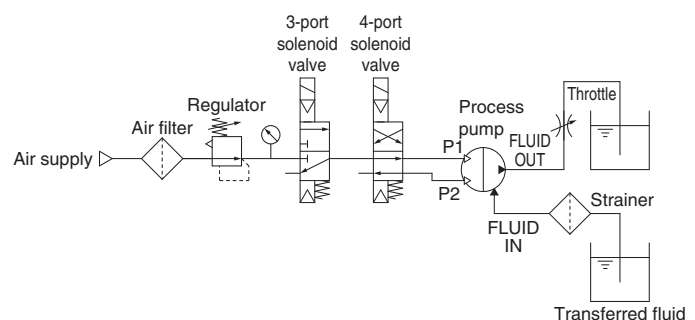 3-port
solenoid
valve
4-port
solenoid
valve
Regulator
Air filter
Air supply
Process
pump
P1
P2
FLUID
OUT
Throttle
FLUID
IN
Strainer
Transferred fluid